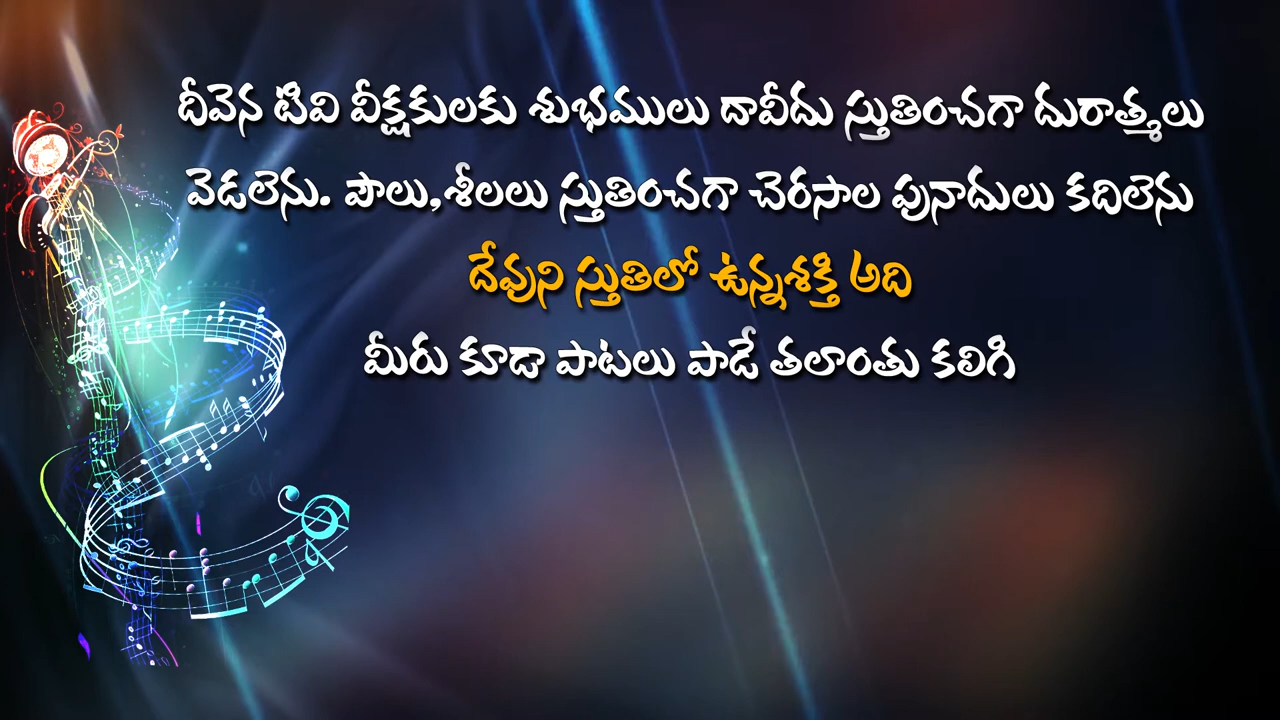 దీవెన టివి వీక్షకులకు శుభములు దావీదు స్తుతించగా దురాత్మలు
వెడలెను. పౌలు,శీలలు స్తుతించగా చెరసాల పునాదులు కదిలెను
దేవుని స్తుతిలో ఉన్నశక్తి అది
మీరు కూడా పాటలు పాడే తలాంతు కలిగి